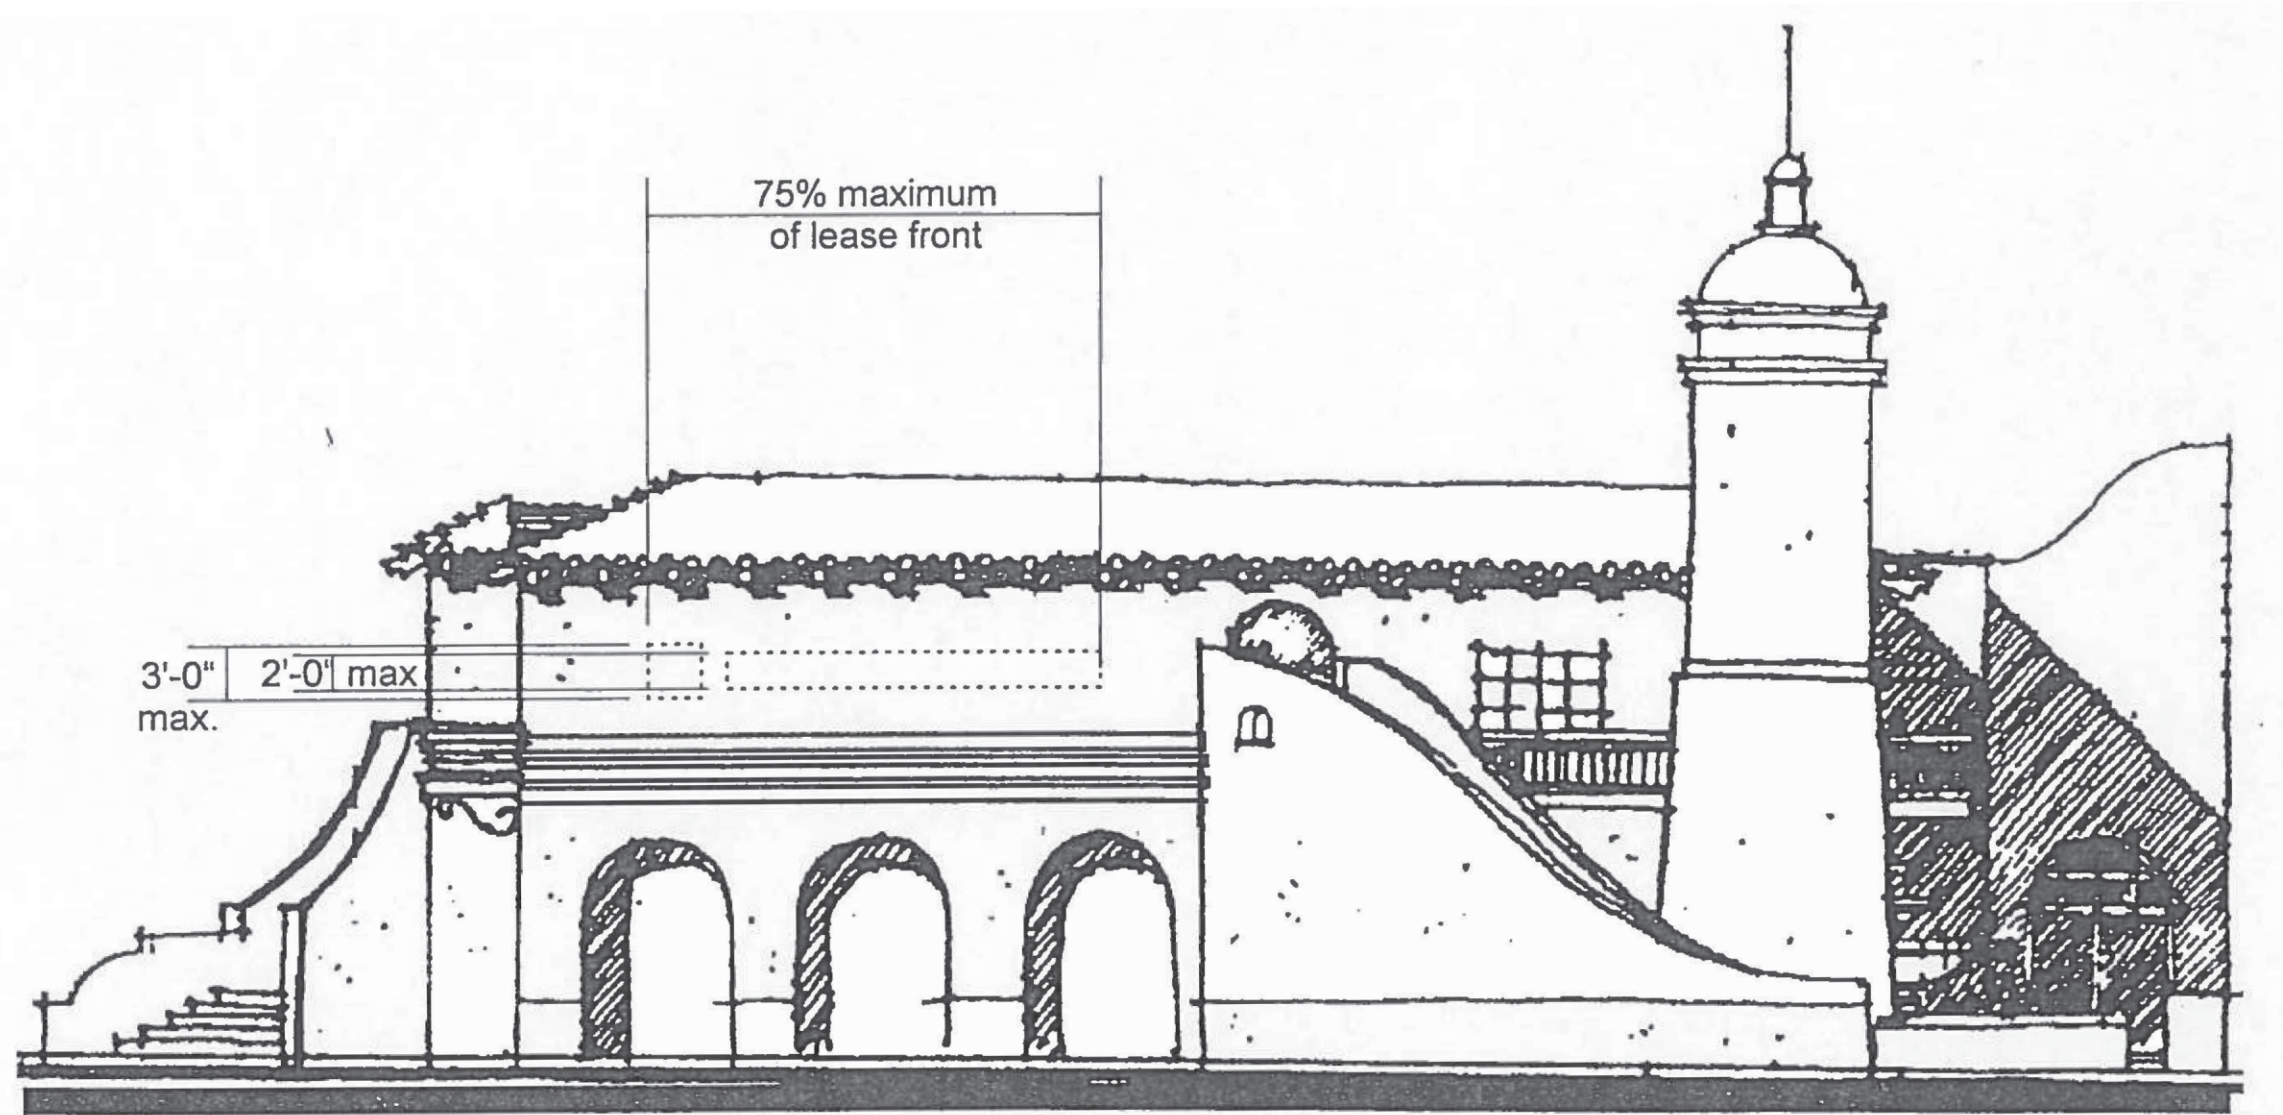 75% maximum
of lease front
3'-0"
max.
2'-0" max